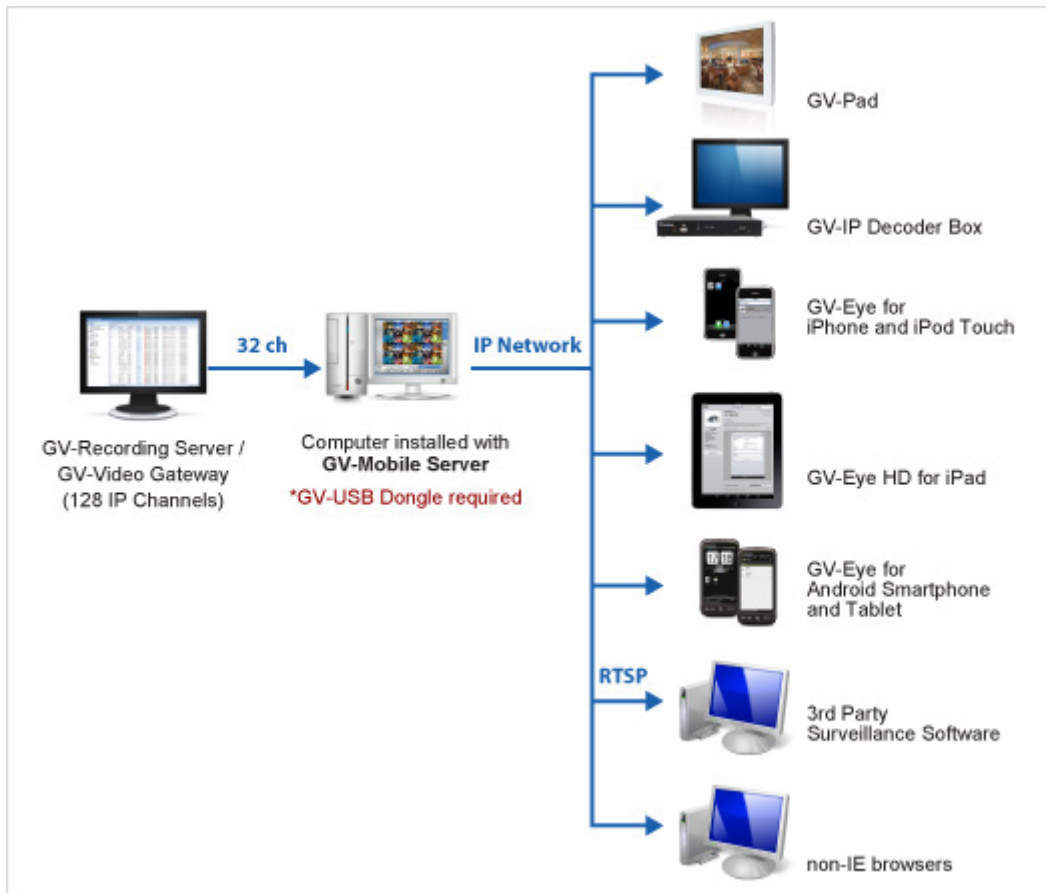 GV-Pad
GV-IP Decoder Box
GV-Eye for
iPhone and iPod Touch
32 ch
IP Network
GV-Recording Server /
GV-Video Gateway
(128 IP Channels)
Computer installed with
GV-Mobile Server
*GV-USB Dongle required
GV-Eye HD for iPad
GV-Eye for
Android Smartphone
and Tablet
RTSP
3rd Party
Surveillance Software
non-IE browsers